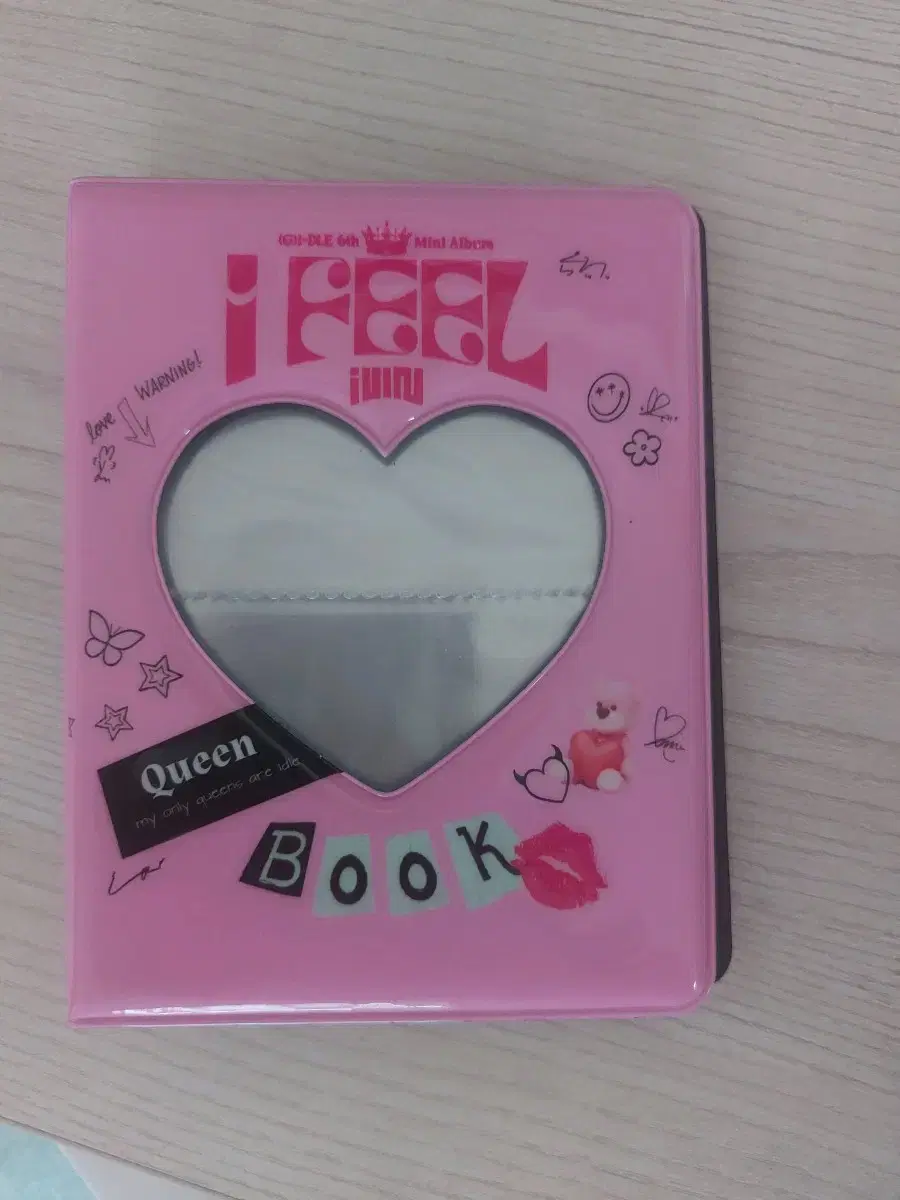 (G)I-DLE 6th Mini Album
i FEEL
WARNING!
love
Queen
my only queens are idle
BOOK